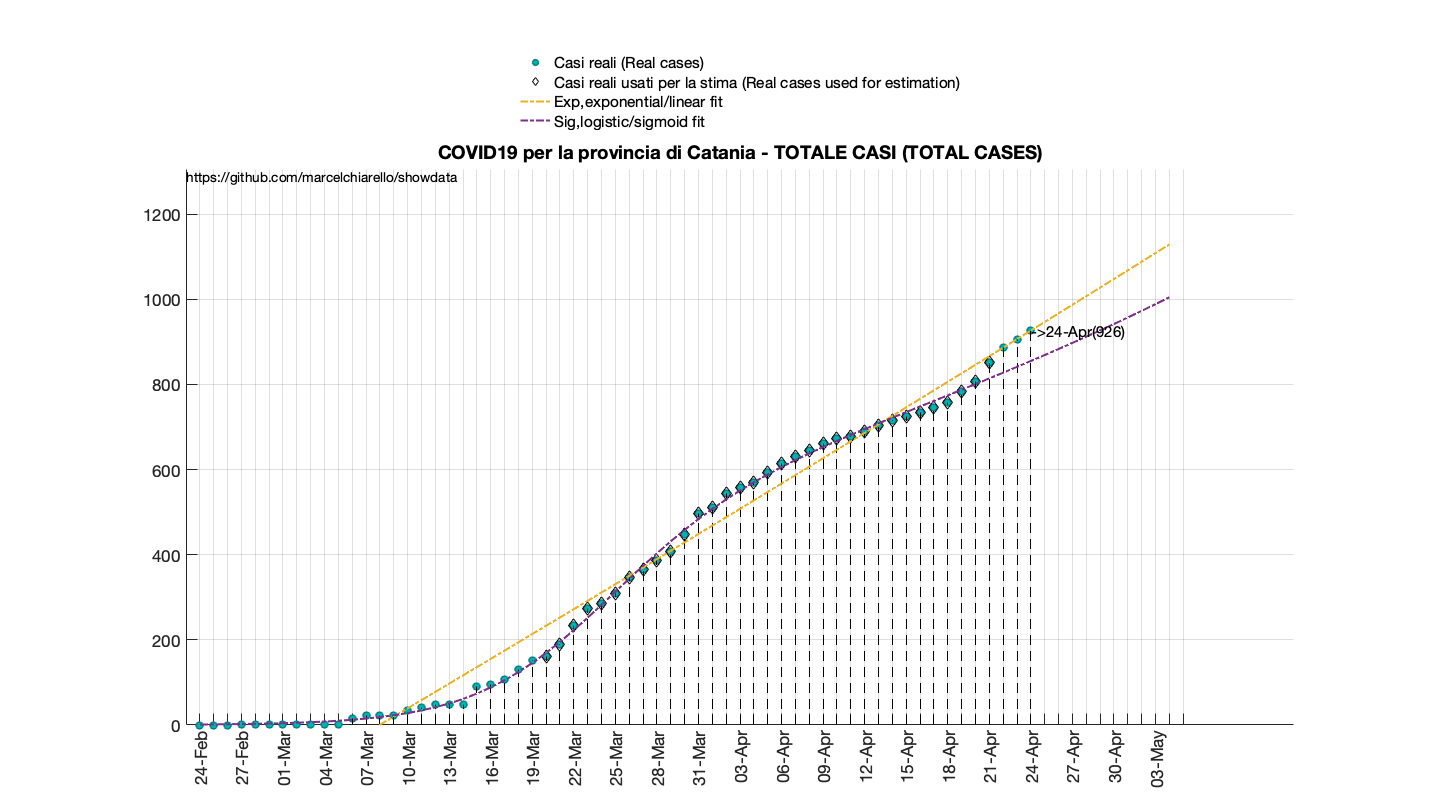 Casi reali (Real cases)
Casi reali usati per la stima (Real cases used for estimation)
Exp,exponential/linear fit
Sig,logistic/sigmoid fit
COVID19 per la provincia di Catania - TOTALE CASI (TOTAL CASES)
https://github.com/marcelchiarello/showdata
1200
1000
800
600
400
200
0
->24-Apr(926)
24-Feb
27-Feb
01-Mar
04-Mar
07-Mar
10-Mar
13-Mar
16-Mar
19-Mar
22-Mar
25-Mar
28-Mar
31-Mar
03-Apr
06-Apr
09-Apr
12-Apr
15-Apr
18-Apr
21-Apr
24-Apr
27-Apr
30-Apr
03-May